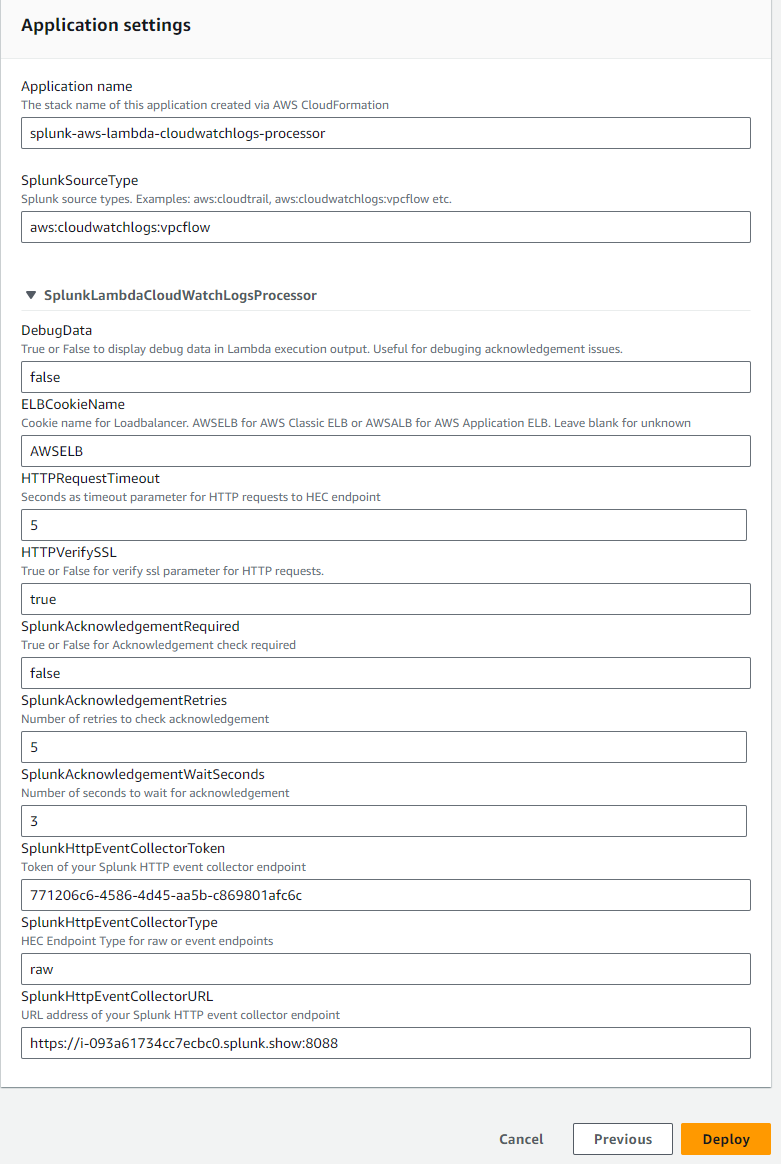 Application settings
Application name
The stack name of this application created via AWS CloudFormation
splunk-aws-lambda-cloudwatchlogs-processor
SplunkSourceType
Splunk source types. Examples: aws:cloudtrail, aws:cloudwatchlogs:vpcflow etc.
aws:cloudwatchlogs:vpcflow
SplunkLambdaCloudWatchLogsProcessor
DebugData
True or False to display debug data in Lambda execution output. Useful for debuging acknowledgement issues.
false
ELBCookieName
Cookie name for Loadbalancer. AWSELB for AWS Classic ELB or AWSALB for AWS Application ELB. Leave blank for unknown
AWSELB
HTTPRequestTimeout
Seconds as timeout parameter for HTTP requests to HEC endpoint
5
HTTPVerifySSL
True or False for verify ssl parameter for HTTP requests.
true
SplunkAcknowledgementRequired
True or False for Acknowledgement check required
false
SplunkAcknowledgementRetries
Number of retries to check acknowledgement
5
SplunkAcknowledgementWaitSeconds
Number of seconds to wait for acknowledgement
3
SplunkHttpEventCollectorToken
Token of your Splunk HTTP event collector endpoint
771206c6-4586-4d45-aa5b-c869801afc6c
SplunkHttpEventCollectorType
HEC Endpoint Type for raw or event endpoints
raw
SplunkHttpEventCollectorURL
URL address of your Splunk HTTP event collector endpoint
https://i-093a61734cc7ecbc0.splunk.show:8088
Cancel Previous Deploy